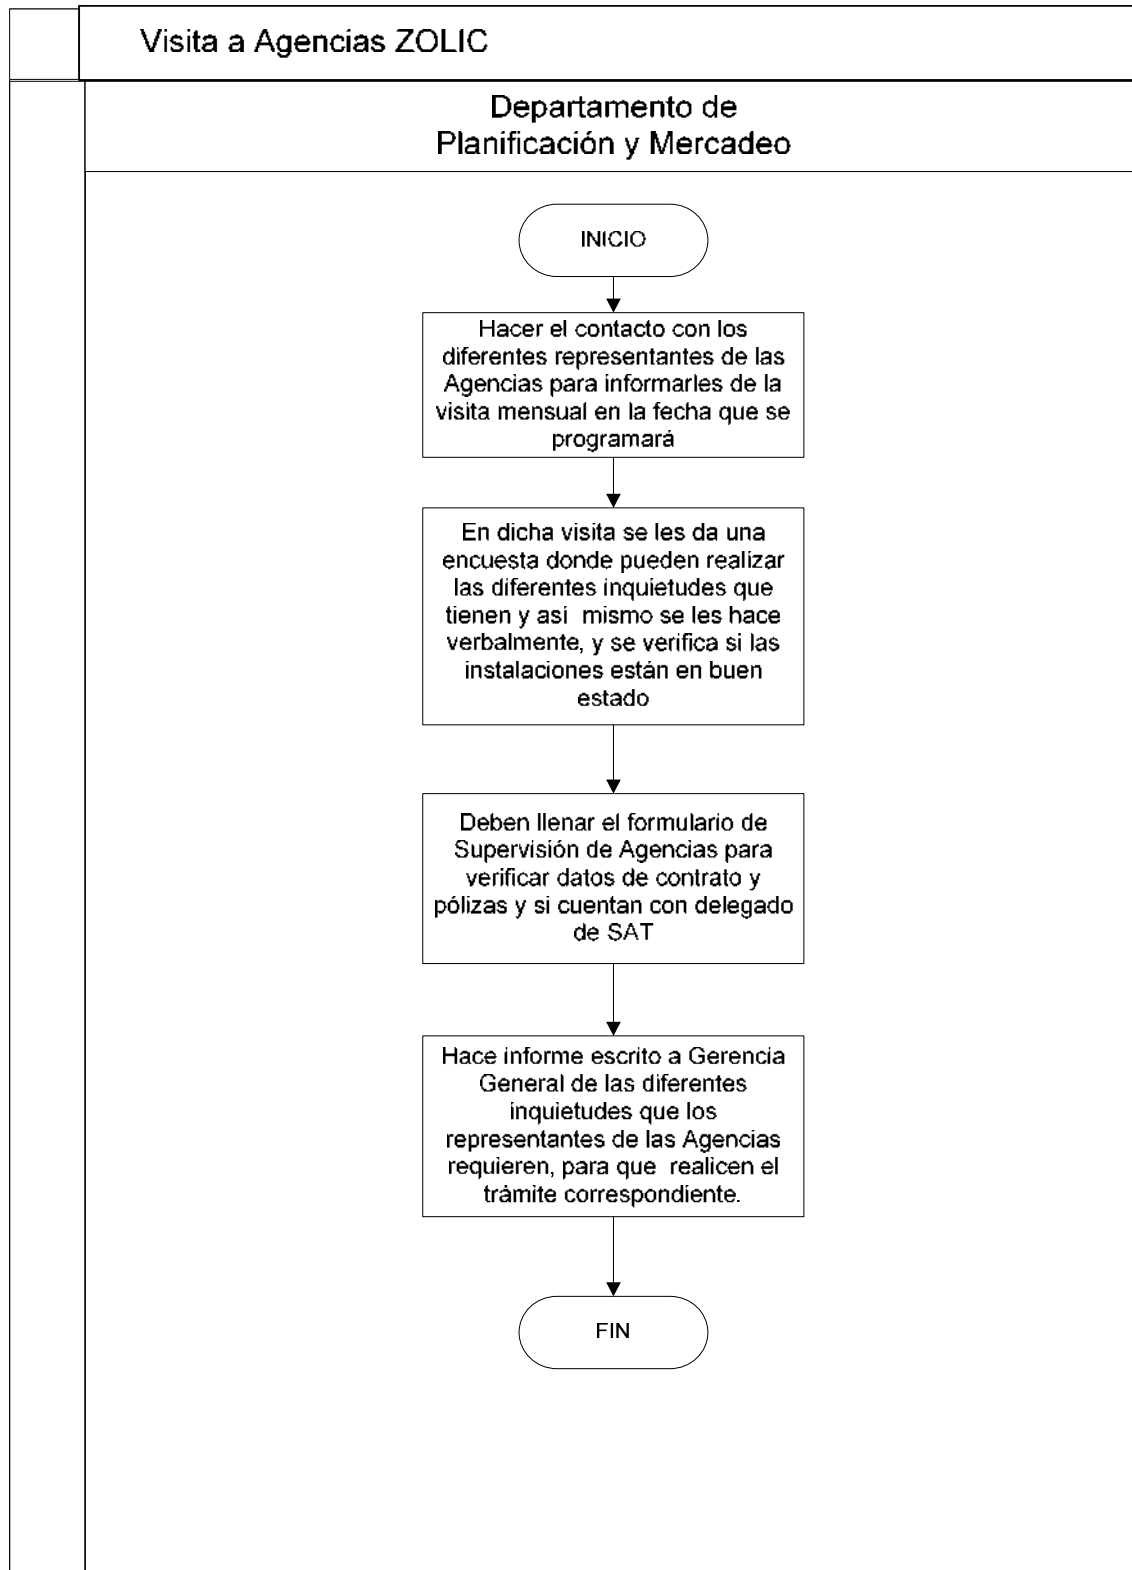 Visita a Agencias ZOLIC
Departamento de
Planificación y Mercadeo
INICIO
Hacer el contacto con los
diferentes representantes de las
Agencias para informarles de la
visita mensual en la fecha que se
programará
En dicha visita se les da una
encuesta donde pueden realizar
las diferentes inquietudes que
tienen y así mismo se les hace
verbalmente, y se verifica si las
instalaciones están en buen
estado
Deben llenar el formulario de
Supervisión de Agencias para
verificar datos de contrato y
pólizas y si cuentan con delegado
de SAT
Hace informe escrito a Gerencia
General de las diferentes
inquietudes que los
representantes de las Agencias
requieren, para que realicen el
trámite correspondiente.
FIN